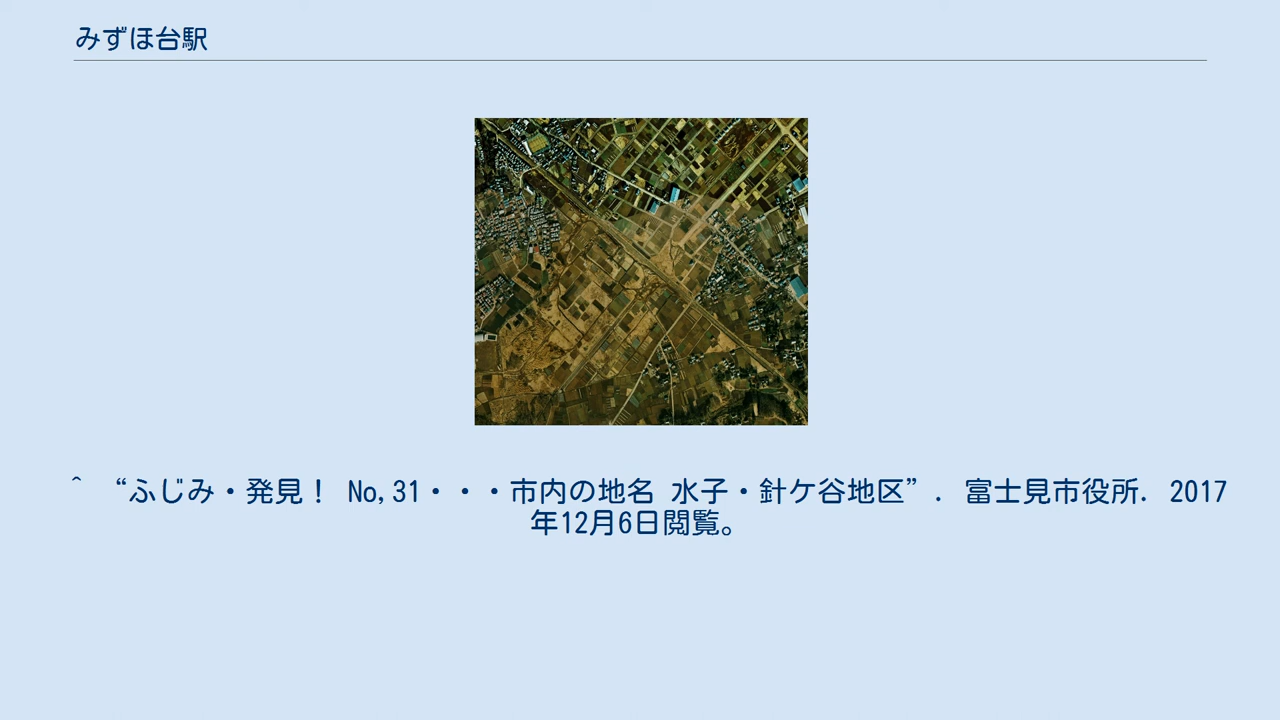 みずほ台駅
^ “ふじみ・発見！ No,31・・・市内の地名 水子・針ケ谷地区”. 富士見市役所. 2017
年12月6日閲覧。